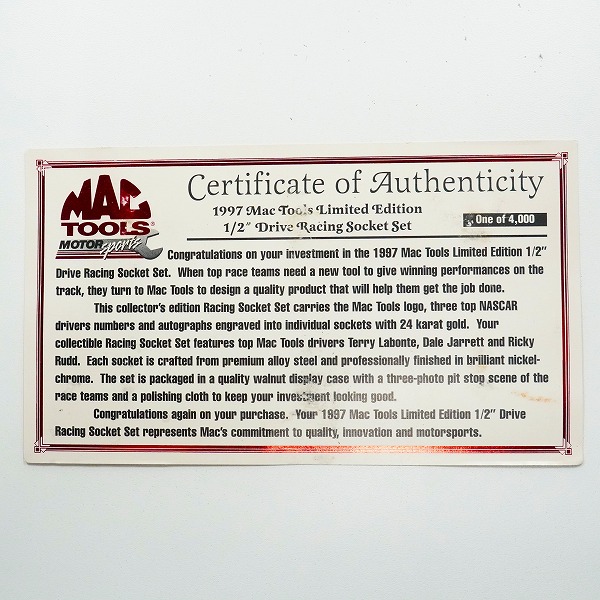 MAC
TOOLS®
MOTORsports
Certificate of Authenticity
1997 Mac Tools Limited Edition
1/2" Drive Racing Socket Set
One of 4,000
Congratulations on your investment in the 1997 Mac Tools Limited Edition 1/2"
Drive Racing Socket Set. When top race teams need a new tool to give winning performances on the
track, they turn to Mac Tools to design a quality product that will help them get the job done.
This collector's edition Racing Socket Set carries the Mac Tools logo, three top NASCAR
drivers numbers and autographs engraved into individual sockets with 24 karat gold. Your
collectible Racing Socket Set features top Mac Tools drivers Terry Labonte, Dale Jarrett and Ricky
Rudd. Each socket is crafted from premium alloy steel and professionally finished in brilliant nickel-
chrome. The set is packaged in a quality walnut display case with a three-photo pit stop scene of the
race teams and a polishing cloth to keep your investment looking good.
Congratulations again on your purchase. Your 1997 Mac Tools Limited Edition 1/2" Drive
Racing Socket Set represents Mac's commitment to quality, innovation and motorsports.